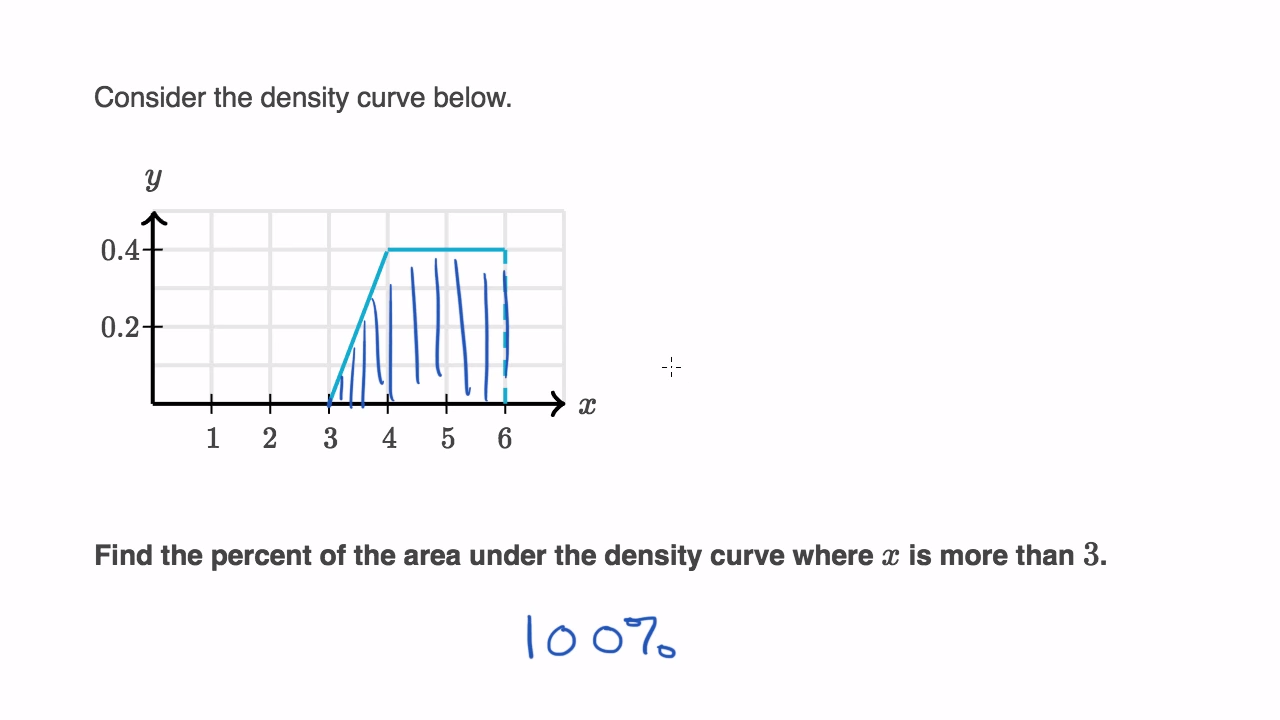 Consider the density curve below.
y
0.4
0.2
x
1 2 3 4 5 6
Find the percent of the area under the density curve where x is more than 3.
100%